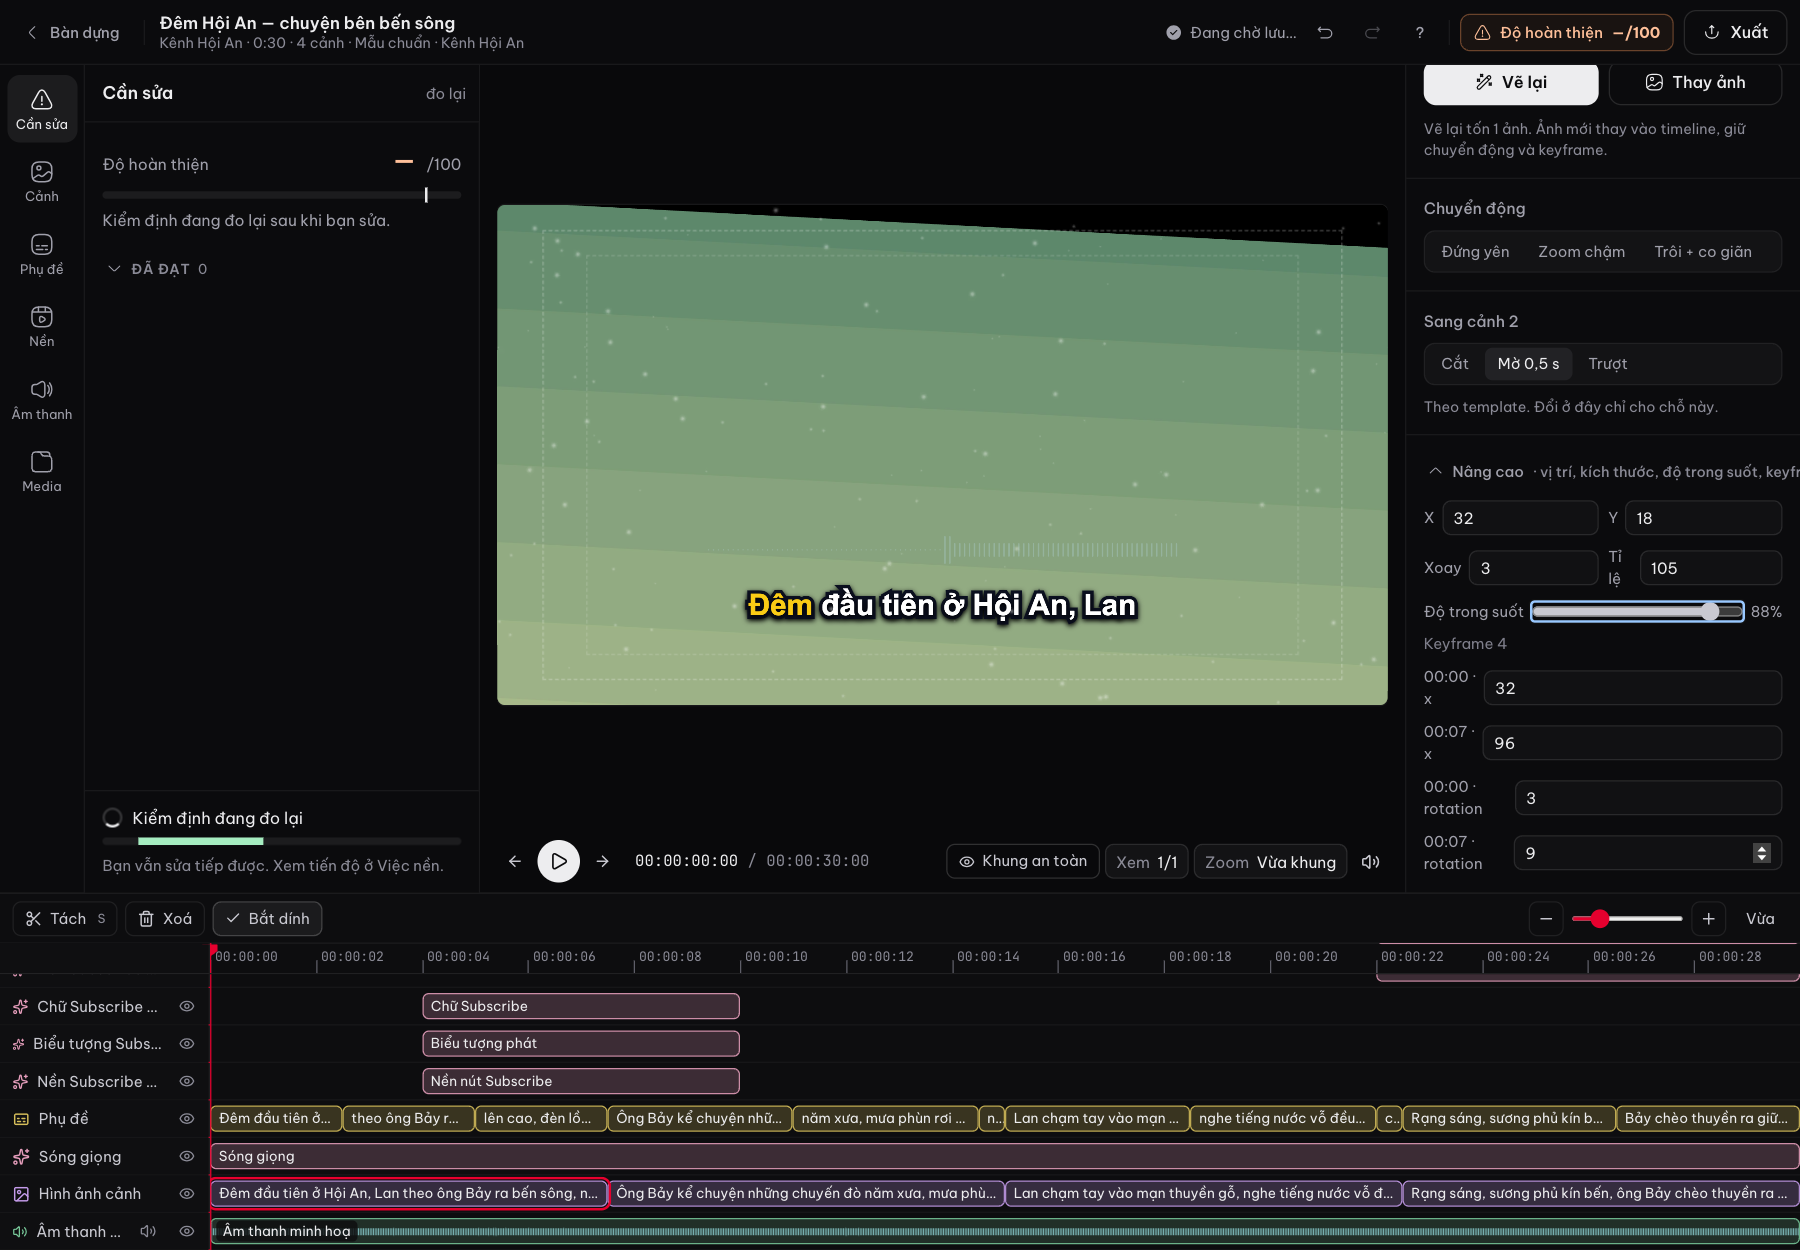 Bàn dựng
Đêm Hội An — chuyện bên bến sông
Kênh Hội An · 0:30 · 4 cảnh · Mẫu chuẩn · Kênh Hội An
Đang chờ lưu...
?
Độ hoàn thiện –/100
Xuất
Cần sửa
Cảnh
Phụ đề
Nền
Âm thanh
Media
Cần sửa
đo lại
Độ hoàn thiện
– /100
Kiểm định đang đo lại sau khi bạn sửa.
ĐÃ ĐẠT 0
Kiểm định đang đo lại
Bạn vẫn sửa tiếp được. Xem tiến độ ở Việc nền.
Đêm đầu tiên ở Hội An, Lan
00:00:00:00 / 00:00:30:00
Khung an toàn
Xem 1/1
Zoom Vừa khung
Vẽ lại
Thay ảnh
Vẽ lại tốn 1 ảnh. Ảnh mới thay vào timeline, giữ
chuyển động và keyframe.
Chuyển động
Đứng yên
Zoom chậm
Trôi + co giãn
Sang cảnh 2
Cắt
Mờ 0,5 s
Trượt
Theo template. Đổi ở đây chỉ cho chỗ này.
Nâng cao · vị trí, kích thước, độ trong suốt, keyfr
X 32
Y 18
Xoay 3
Tỉ
lệ
105
Độ trong suốt
88%
Keyframe 4
00:00 ·
x
32
00:07 ·
x
96
00:00 ·
rotation
3
00:07 ·
rotation
9
Tách S
Xoá
Bắt dính
Vừa
00:00:00 00:00:02 00:00:04 00:00:06 00:00:08 00:00:10 00:00:12 00:00:14 00:00:16 00:00:18 00:00:20 00:00:22 00:00:24 00:00:26 00:00:28
Chữ Subscribe ...
Chữ Subscribe
Biểu tượng Subs...
Biểu tượng phát
Nền Subscribe ...
Nền nút Subscribe
Phụ đề
Đêm đầu tiên ở...
theo ông Bảy r...
lên cao, đèn lồ...
Ông Bảy kể chuyện nhữ...
năm xưa, mưa phùn rơi ...
n...
Lan chạm tay vào mạn ...
nghe tiếng nước vỗ đều...
c...
Rạng sáng, sương phủ kín b...
Bảy chèo thuyền ra giữ...
Sóng giọng
Sóng giọng
Hình ảnh cảnh
Đêm đầu tiên ở Hội An, Lan theo ông Bảy ra bến sông, n...
Ông Bảy kể chuyện những chuyến đò năm xưa, mưa phù...
Lan chạm tay vào mạn thuyền gỗ, nghe tiếng nước vỗ đ...
Rạng sáng, sương phủ kín bến, ông Bảy chèo thuyền ra ...
Âm thanh ...
Âm thanh minh hoạ